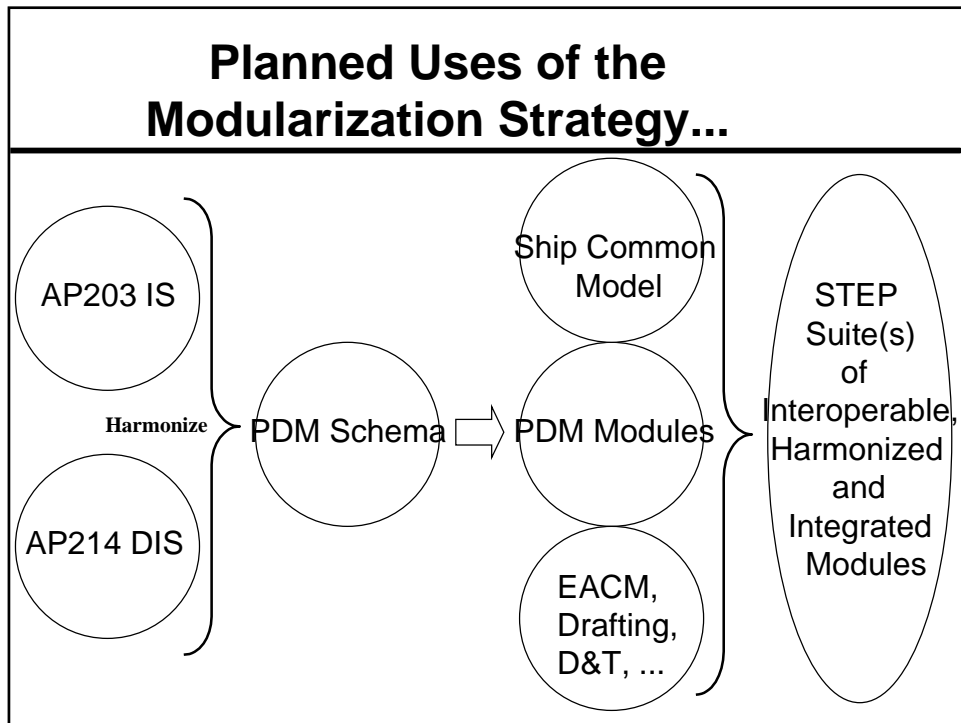 Planned Uses of the
Modularization Strategy...
AP203 IS
Harmonize
AP214 DIS
PDM Schema
Ship Common
Model
PDM Modules
EACM,
Drafting,
D&T, ...
STEP
Suite(s)
of
Interoperable,
Harmonized
and
Integrated
Modules